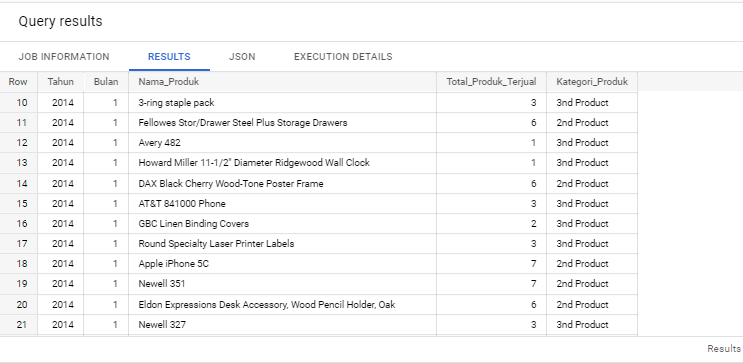 Query results
JOB INFORMATION RESULTS JSON EXECUTION DETAILS
Row Tahun Bulan Nama_Produk Total_Produk_Terjual Kategori_Produk
10 2014 1 3-ring staple pack 3 3nd Product
11 2014 1 Fellowes Stor/Drawer Steel Plus Storage Drawers 6 2nd Product
12 2014 1 Avery 482 1 3nd Product
13 2014 1 Howard Miller 11-1/2" Diameter Ridgewood Wall Clock 1 3nd Product
14 2014 1 DAX Black Cherry Wood-Tone Poster Frame 6 2nd Product
15 2014 1 AT&T 841000 Phone 3 3nd Product
16 2014 1 GBC Linen Binding Covers 2 3nd Product
17 2014 1 Round Specialty Laser Printer Labels 3 3nd Product
18 2014 1 Apple iPhone 5C 7 2nd Product
19 2014 1 Newell 351 7 2nd Product
20 2014 1 Eldon Expressions Desk Accessory, Wood Pencil Holder, Oak 6 2nd Product
21 2014 1 Newell 327 3 3nd Product
Results